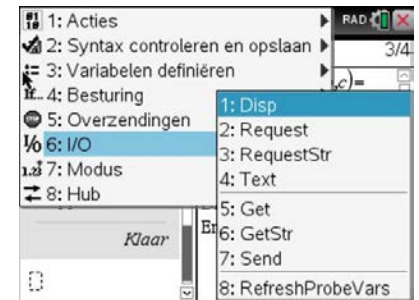 1: Acties
RAD
2: Syntax controleren en opslaan
3/4
3: Variabelen definiëren
,c)=
4: Besturing
5: Overzendingen
6: I/O
7: Modus
8: Hub
1: Disp
2: Request
3: RequestStr
4: Text
5: Get
6: GetStr
7: Send
8: RefreshProbeVars
Klaar